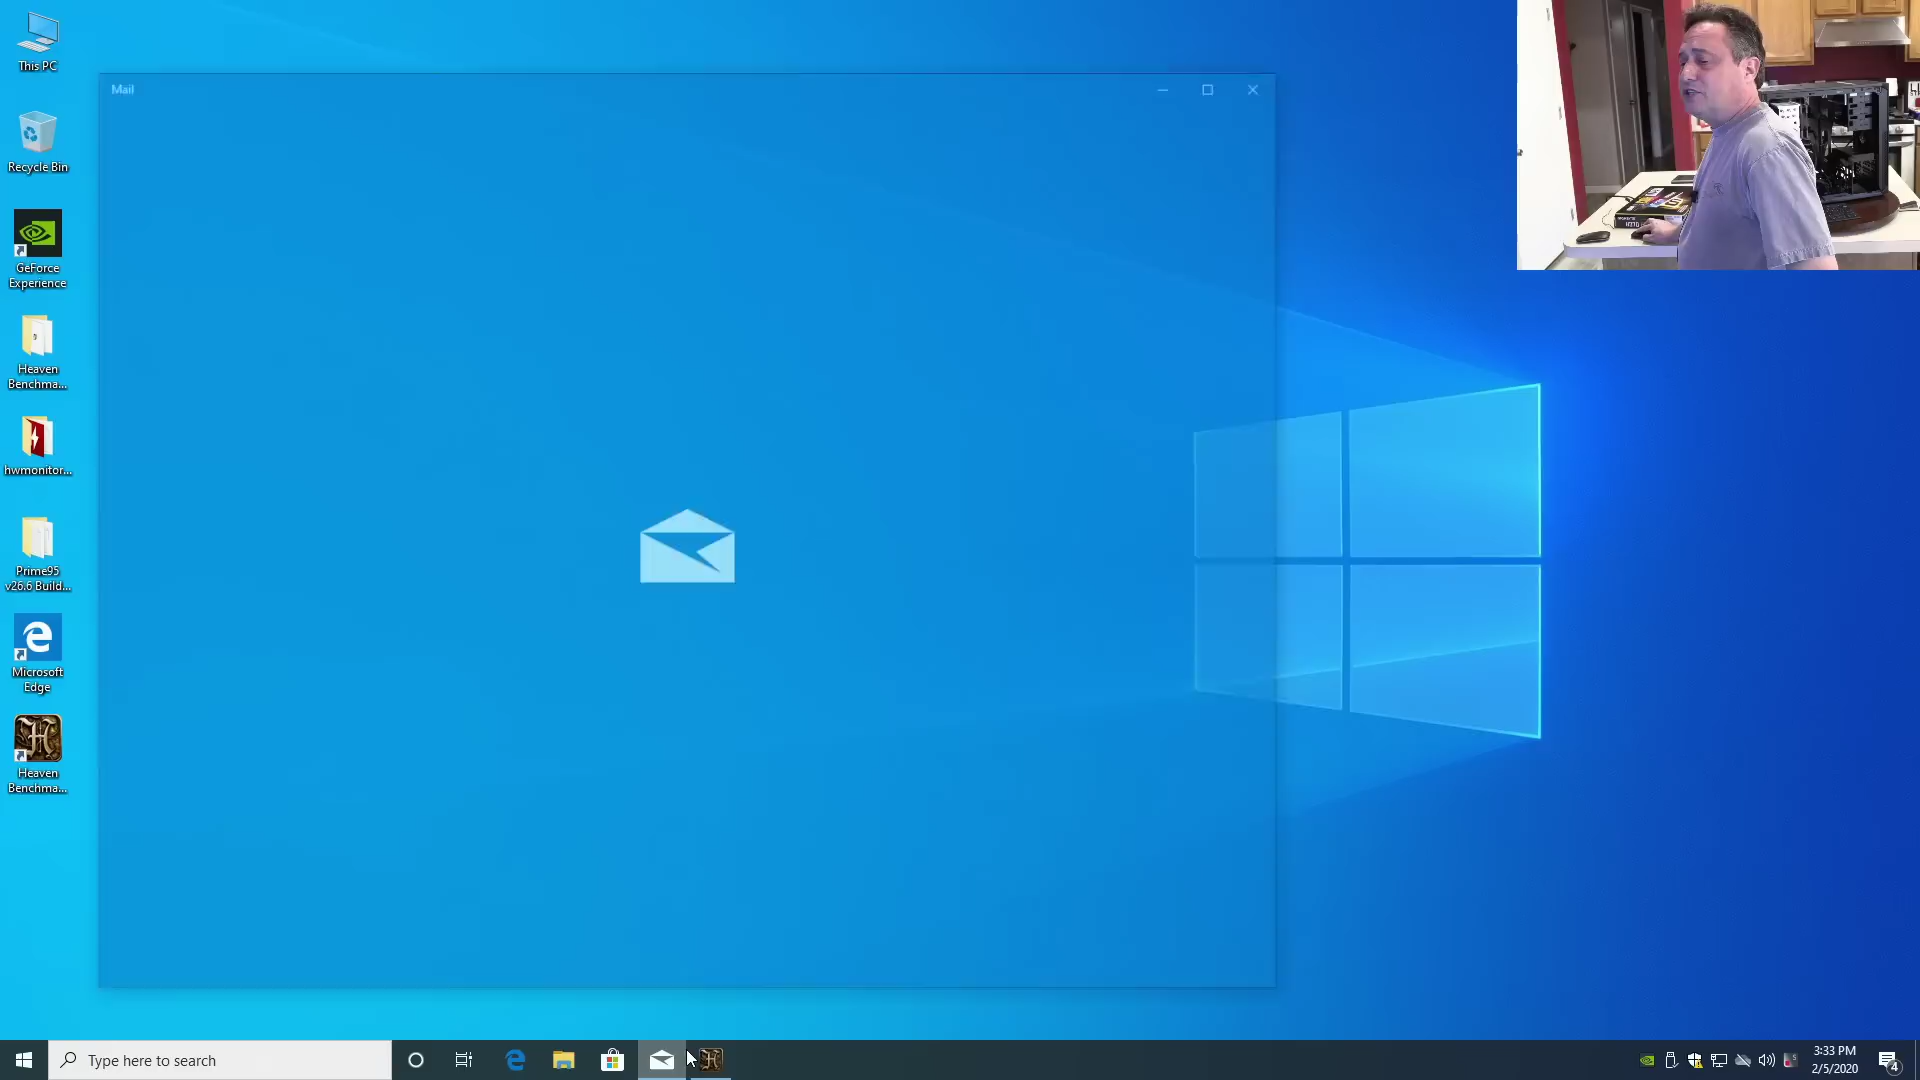 This PC
Recycle Bin
GeForce
Experience
Heaven
Benchma...
hwmonitor...
Prime95
v26.6 Build...
Microsoft
Edge
Heaven
Benchma...
Mail
Type here to search
3:33 PM
2/5/2020
4